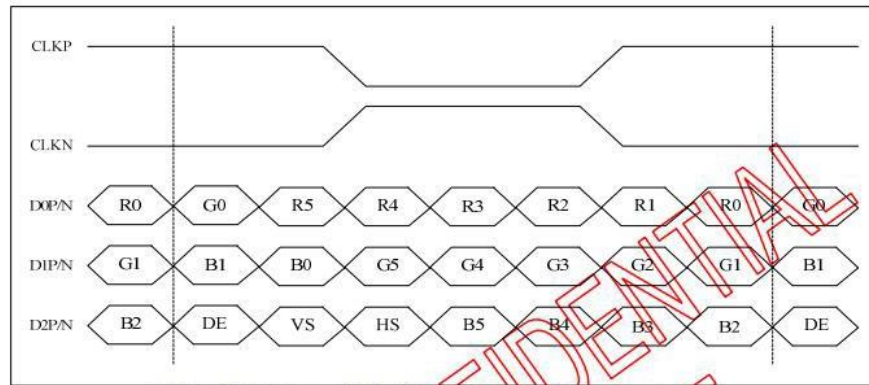 CLKP
CLKN
D0P/N R0 G0 R5 R4 R3 R2 R1 R0 G0
D1P/N G1 B1 B0 G5 G4 G3 G2 G1 B1
D2P/N B2 DE VS HS B5 B4 B3 B2 DE
FIDENTIAL